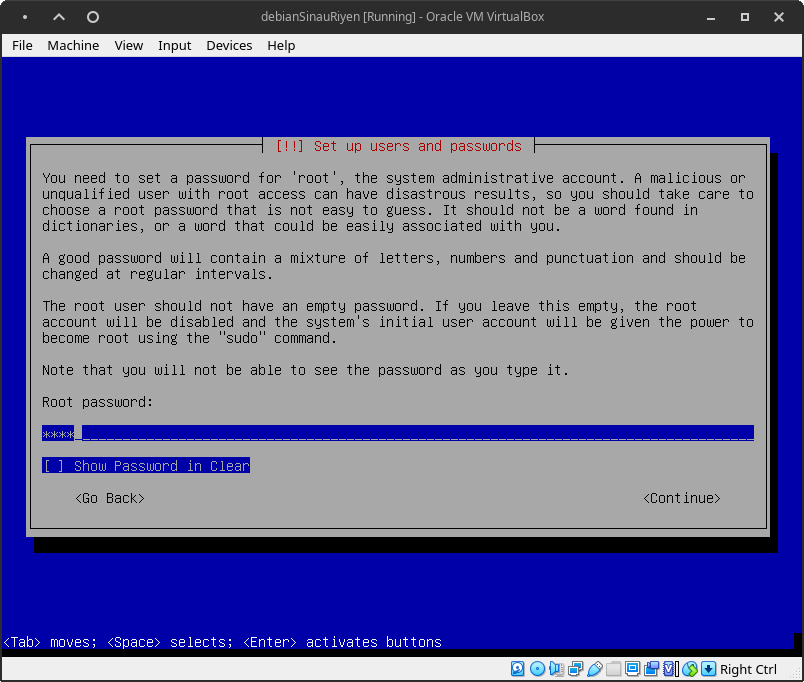 debianSinauRiyen [Running] - Oracle VM VirtualBox
File Machine View Input Devices Help
[!!] Set up users and passwords
You need to set a password for 'root', the system administrative account. A malicious or
unqualified user with root access can have disastrous results, so you should take care to
choose a root password that is not easy to guess. It should not be a word found in
dictionaries, or a word that could be easily associated with you.
A good password will contain a mixture of letters, numbers and punctuation and should be
changed at regular intervals.
The root user should not have an empty password. If you leave this empty, the root
account will be disabled and the system's initial user account will be given the power to
become root using the "sudo" command.
Note that you will not be able to see the password as you type it.
Root password:
****
[ ] Show Password in Clear
<Go Back> <Continue>
<Tab> moves; <Space> selects; <Enter> activates buttons
Right Ctrl